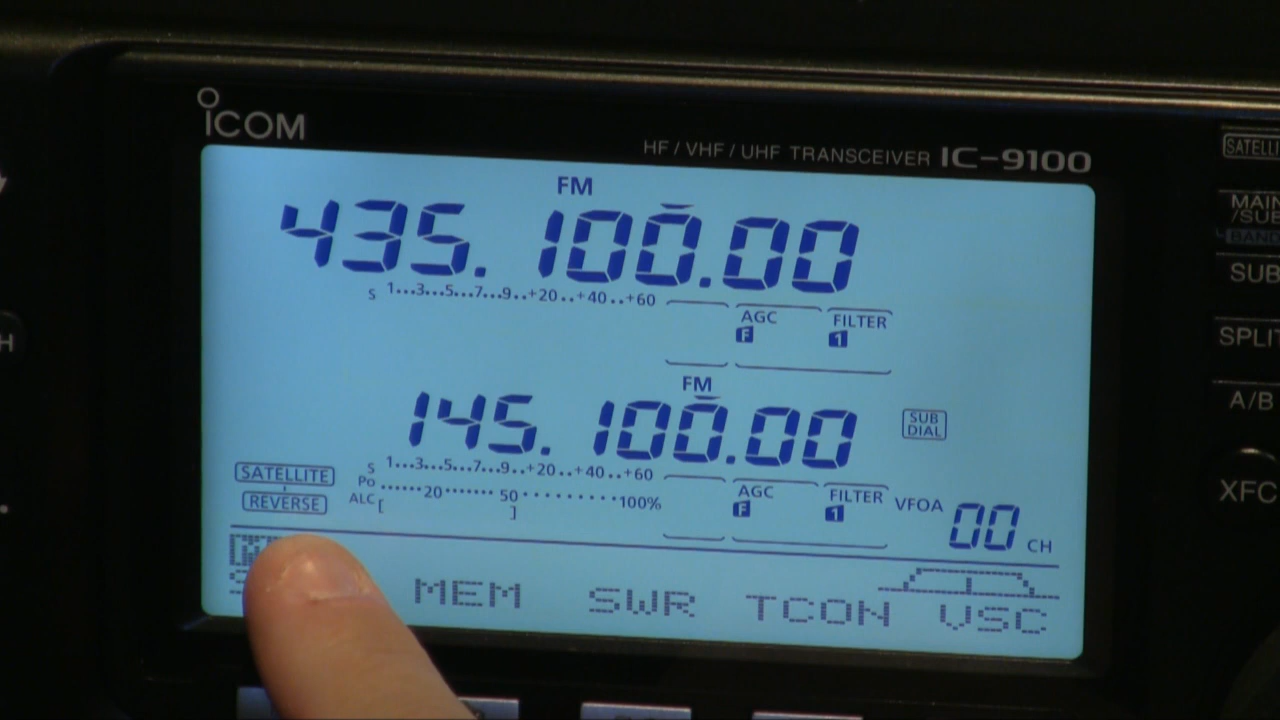 ICOM
HF / VHF / UHF TRANSCEIVER IC-9100
FM
435.100.00
S 1...3...5...7...9..+20..+40..+60
AGC FILTER
F 1
FM
145.100.00
SUB DIAL
S 1...3...5...7...9..+20..+40..+60
SATELLITE
Po 20 50 100%
REVERSE
ALC [ ]
AGC FILTER
F 1
VFOA 00 CH
MEM SWR TCON VSC
MAIN
/SUB
BAND
SUB
SPLIT
A/B
XFC